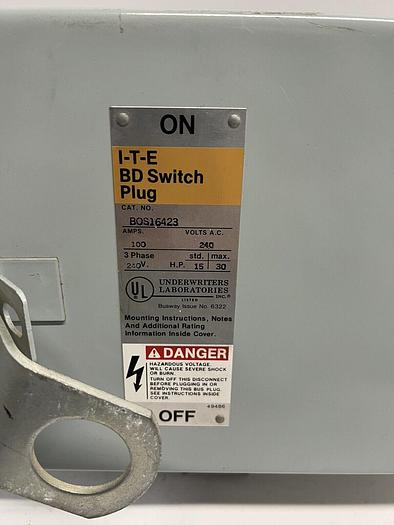 ON
I-T-E
BD Switch
Plug
CAT. NO.
BOS16423
AMPS. VOLTS A.C.
100 240
3 Phase std. max.
240V. H.P. 15 30
UL UNDERWRITERS
LABORATORIES
INC.®
LISTED
Busway Issue No. 6322
Mounting Instructions, Notes
And Additional Rating
Information Inside Cover.
DANGER
HAZARDOUS VOLTAGE.
WILL CAUSE SEVERE SHOCK
OR BURN.
TURN OFF THIS DISCONNECT
BEFORE PLUGGING IN OR
REMOVING THIS BUS PLUG.
SEE INSTRUCTIONS INSIDE
COVER.
49486
OFF